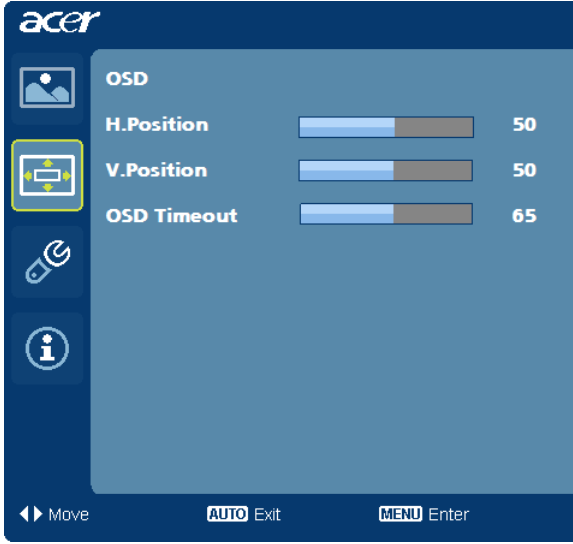 acer
OSD
H.Position 50
V.Position 50
OSD Timeout 65
Move AUTO Exit MENU Enter